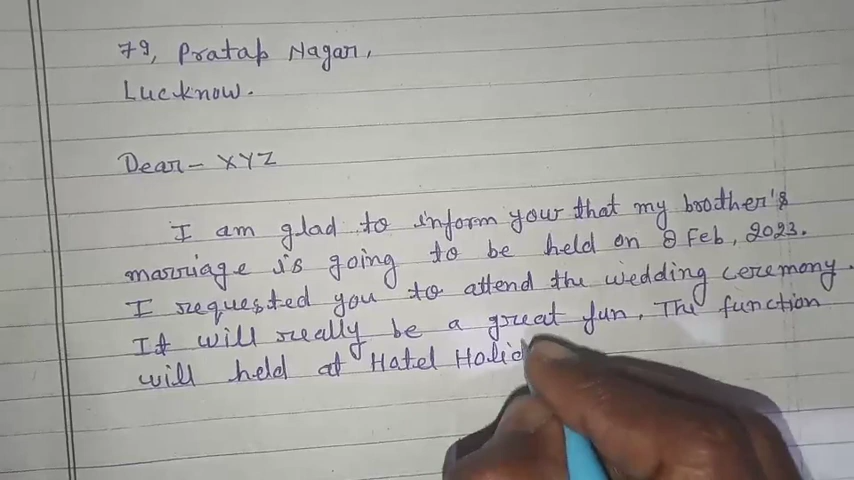 79, Pratap Nagar,
Lucknow.
Dear- XYZ
I am glad to inform your that my brother's
marriage is going to be held on 8 Feb, 2023.
I requested you to attend the wedding ceremony.
It will really be a great fun. The function
will held at Hotel Holid